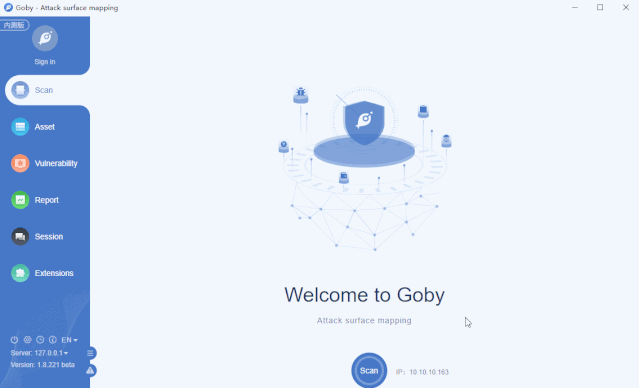 Goby - Attack surface mapping
内测版
Sign in
Scan
Asset
Vulnerability
Report
Session
Extensions
EN
Server: 127.0.0.1
Version: 1.8.221 beta
Welcome to Goby
Attack surface mapping
Scan
IP: 10.10.10.163